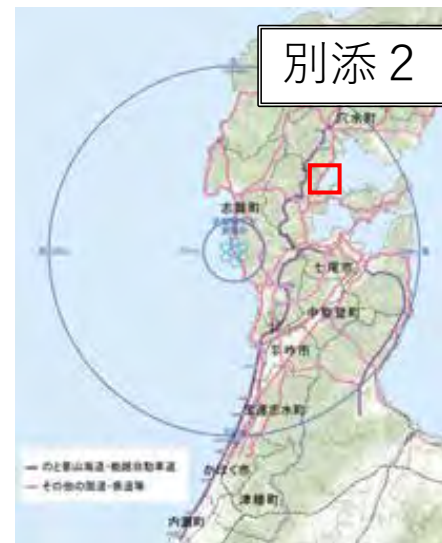 別添２
穴水町
志賀町
七尾市
中能登町
羽咋市
宝達志水町
かほく市
津幡町
内灘町
のと里山海道・能越自動車道
その他の国道・県道等